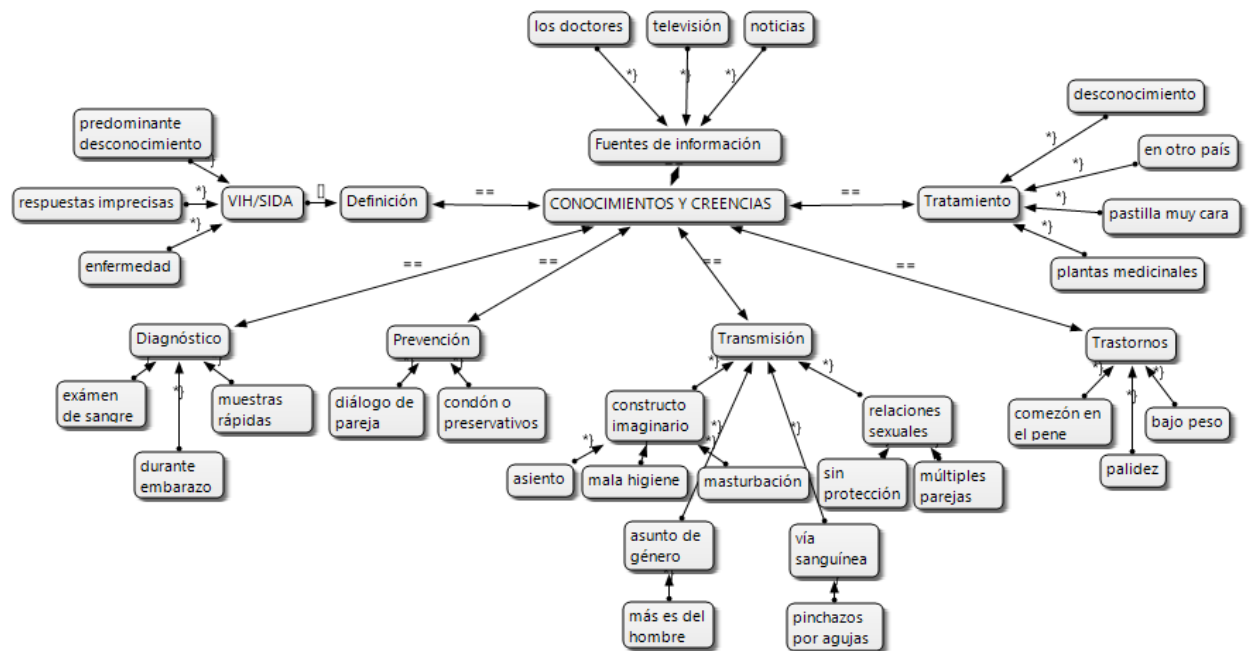 los doctores
televisión
noticias
*}
*}
*}
Fuentes de información
==
predominante
desconocimiento
}
respuestas imprecisas
*}
enfermedad
*}
VIH/SIDA
[]
Definición
==
CONOCIMIENTOS Y CREENCIAS
==
Tratamiento
desconocimiento
*}
en otro país
*}
pastilla muy cara
*}
plantas medicinales
*}
==
==
==
==
Diagnóstico
}
*}
}
exámen
de sangre
durante
embarazo
muestras
rápidas
Prevención
}
}
diálogo de
pareja
condón o
preservativos
Transmisión
*}
*}
*}
*}
constructo
imaginario
*}
*}
*}
asiento
mala higiene
masturbación
relaciones
sexuales
sin
protección
múltiples
parejas
asunto de
género
*}
más es del
hombre
vía
sanguínea
}
pinchazos
por agujas
Trastornos
*}
*}
*}
comezón en
el pene
palidez
bajo peso